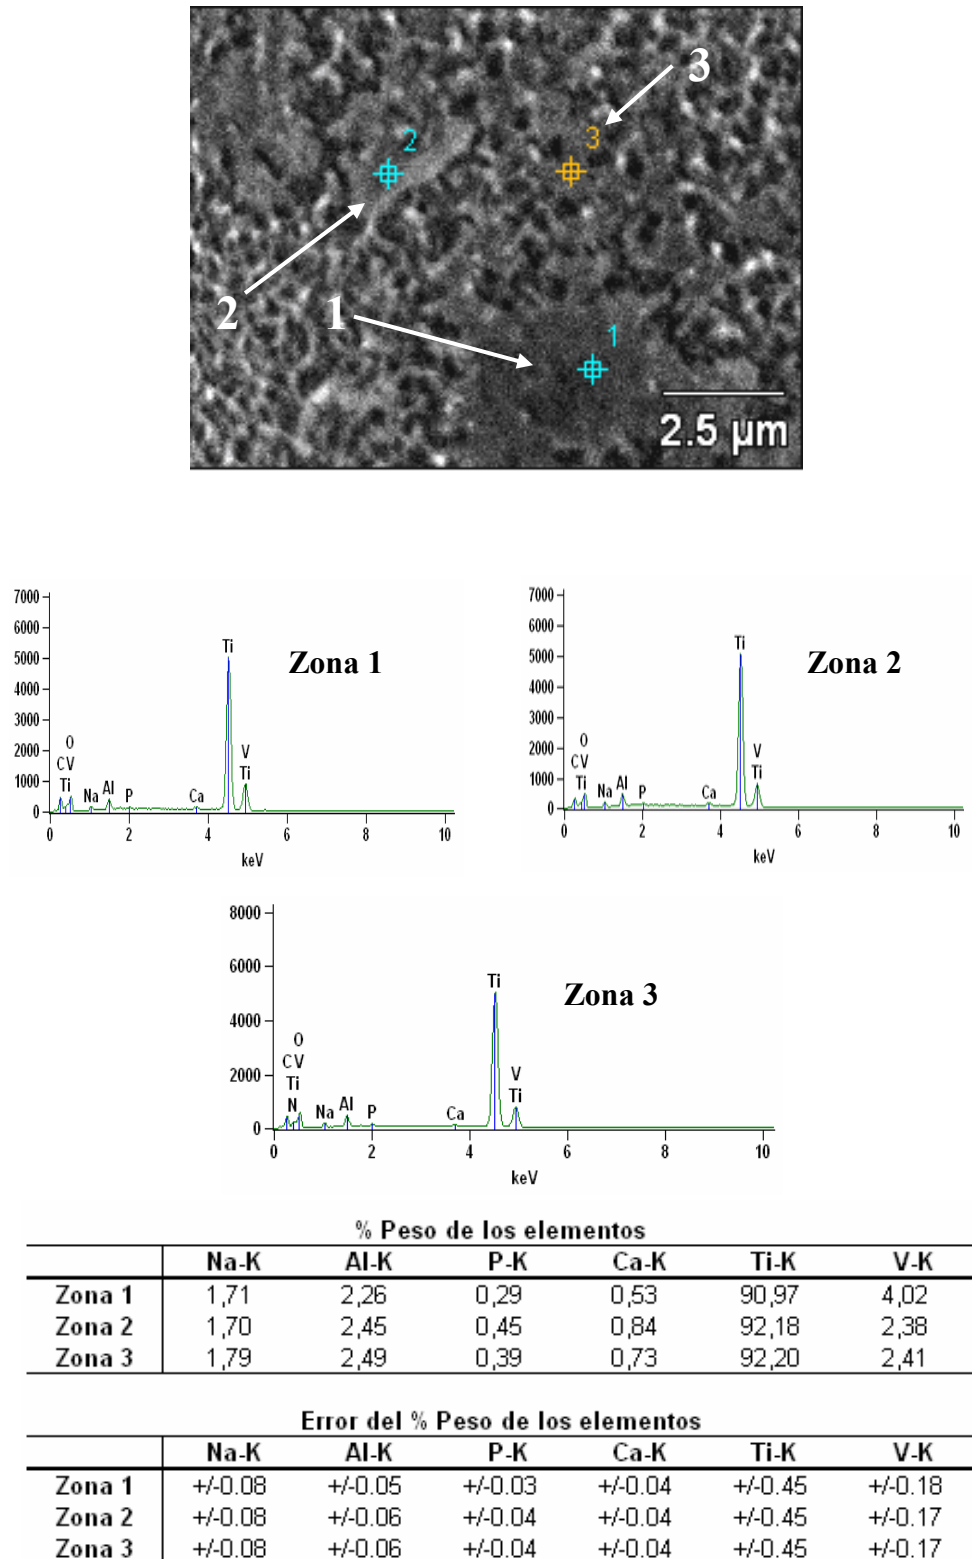 3
2
3
2
1
1
2.5 µm
7000
6000
5000
4000
3000
2000
1000
0
Ti
Zona 1
O
CV
Ti
Na
Al
P
Ca
V
Ti
0 2 4 6 8 10
keV
7000
6000
5000
4000
3000
2000
1000
0
Ti
Zona 2
O
CV
Ti
Na
Al
P
Ca
V
Ti
0 2 4 6 8 10
keV
8000
6000
4000
2000
0
Ti
Zona 3
O
CV
Ti
N
Na
Al
P
Ca
V
Ti
0 2 4 6 8 10
keV
% Peso de los elementos
Na-K Al-K P-K Ca-K Ti-K V-K
Zona 1 1,71 2,26 0,29 0,53 90,97 4,02
Zona 2 1,70 2,45 0,45 0,84 92,18 2,38
Zona 3 1,79 2,49 0,39 0,73 92,20 2,41
Error del % Peso de los elementos
Na-K Al-K P-K Ca-K Ti-K V-K
Zona 1 +/-0.08 +/-0.05 +/-0.03 +/-0.04 +/-0.45 +/-0.18
Zona 2 +/-0.08 +/-0.06 +/-0.04 +/-0.04 +/-0.45 +/-0.17
Zona 3 +/-0.08 +/-0.06 +/-0.04 +/-0.04 +/-0.45 +/-0.17